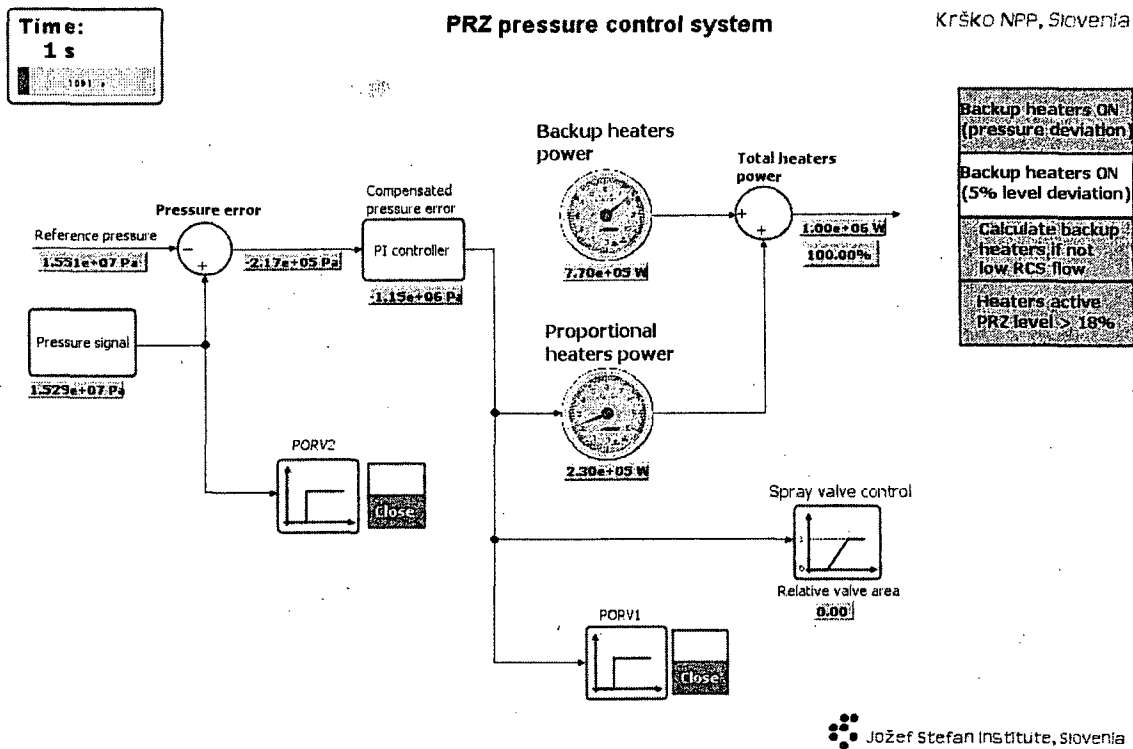 Time:
1 s
PRZ pressure control system
Krško NPP, Slovenia
Backup heaters ON
(pressure deviation)
Backup heaters ON
(5% level deviation)
Calculate backup
heaters if not
low RCS flow
Heaters active
PRZ level > 18%
Backup heaters
power
7.70e+05 W
Total heaters
power
+
+
1.00e+06 W
100.00%
Pressure error
Reference pressure
1.551e+07 Pa
−
+
-2.17e+05 Pa
Compensated
pressure error
PI controller
-1.15e+06 Pa
Pressure signal
1.529e+07 Pa
Proportional
heaters power
2.30e+05 W
PORV2
Close
Spray valve control
1
0
Relative valve area
0.00
PORV1
Close
Jožef Stefan Institute, Slovenia